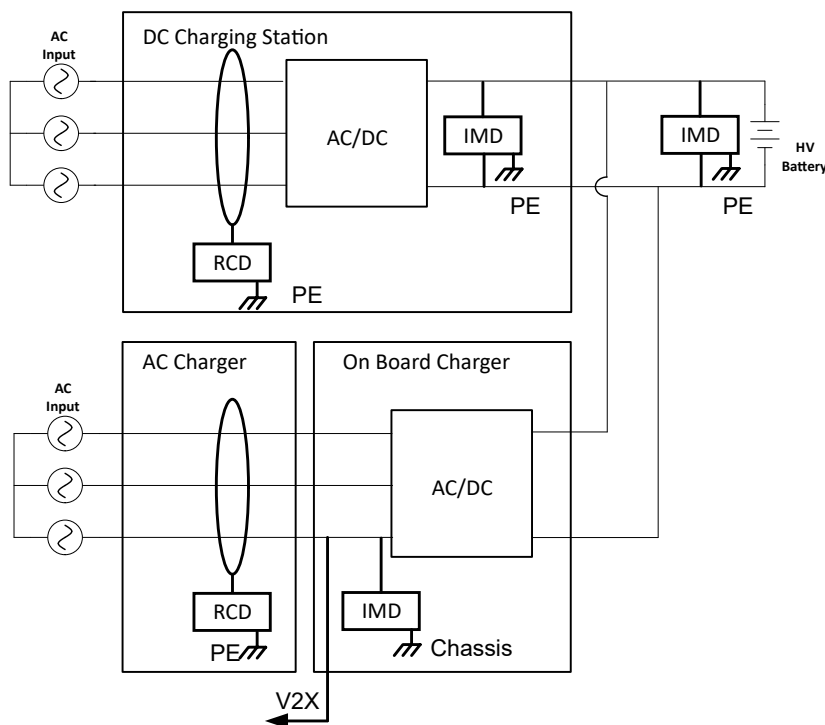 AC
Input
DC Charging Station
AC/DC
IMD
IMD
HV
Battery
PE
PE
RCD
PE
AC Charger
On Board Charger
AC
Input
AC/DC
RCD
IMD
PE
Chassis
V2X